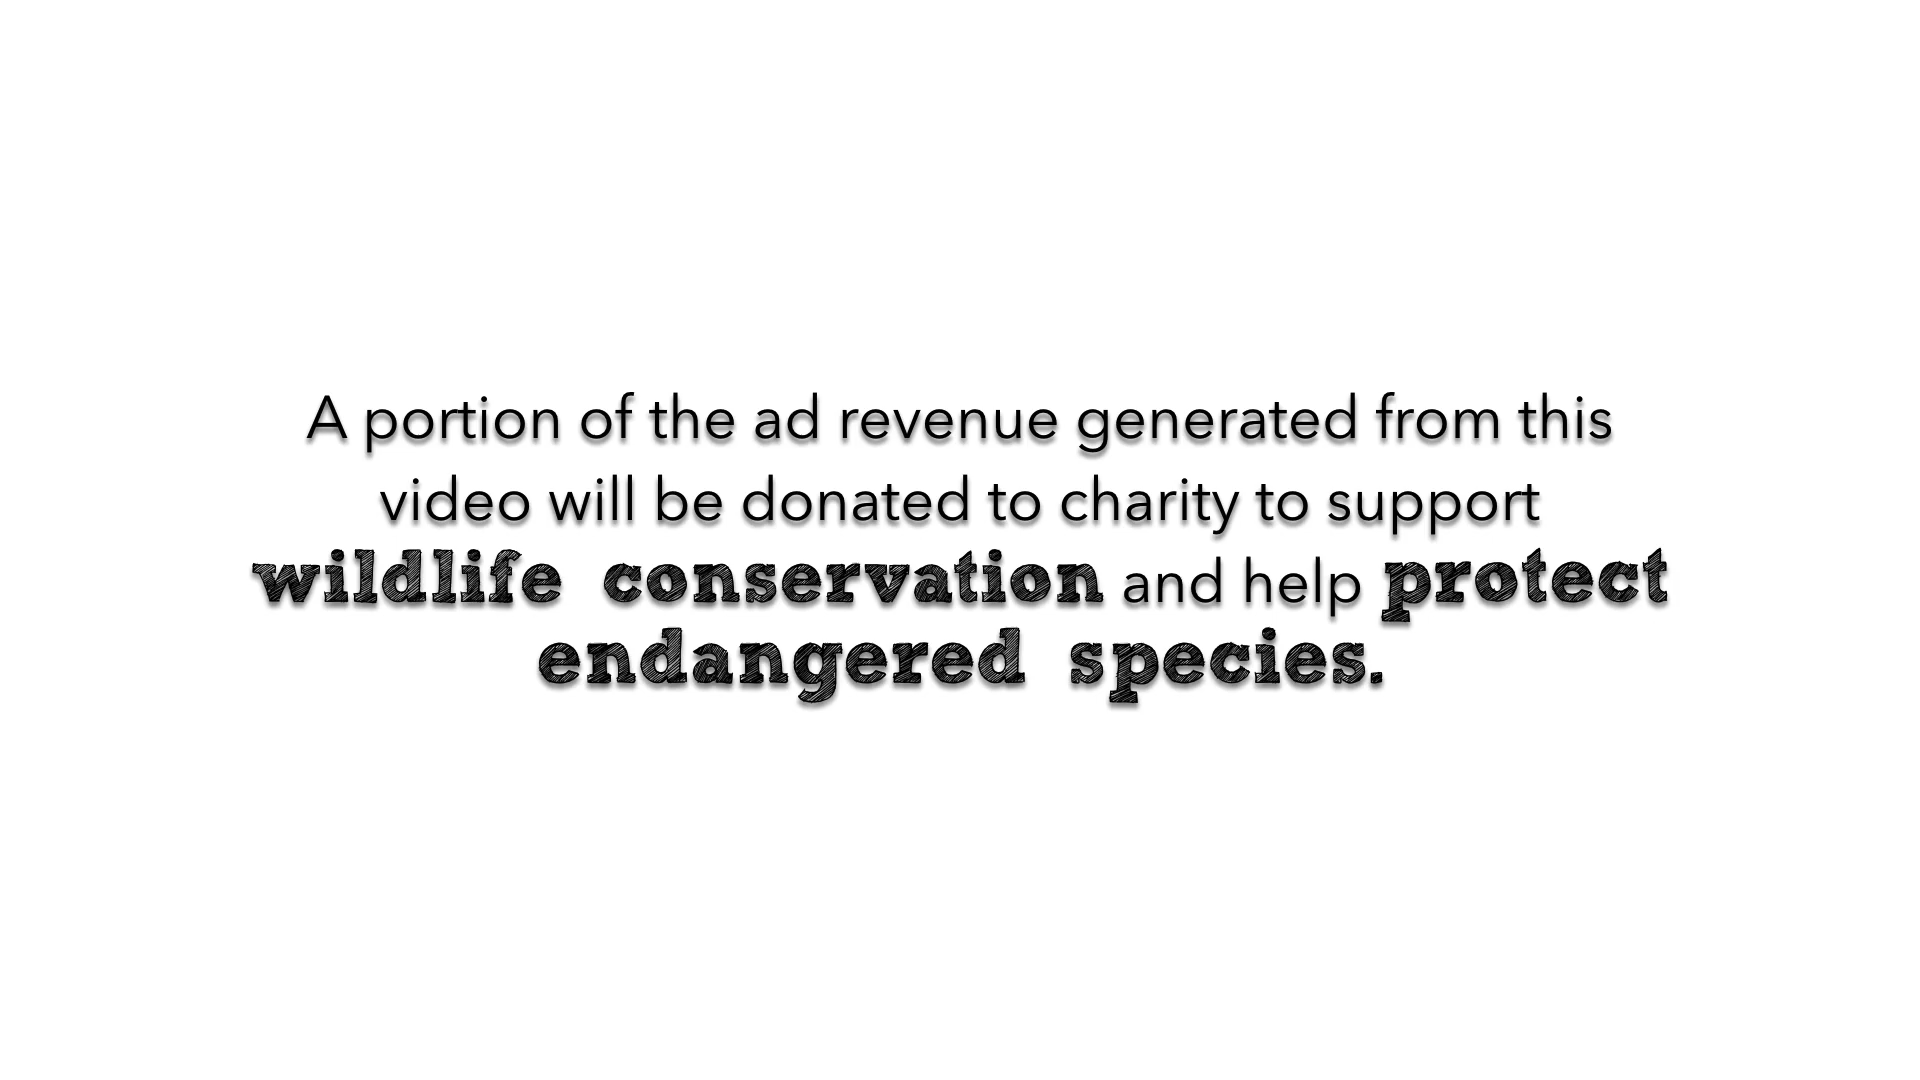 A portion of the ad revenue generated from this
video will be donated to charity to support
wildlife conservation and help protect
endangered species.